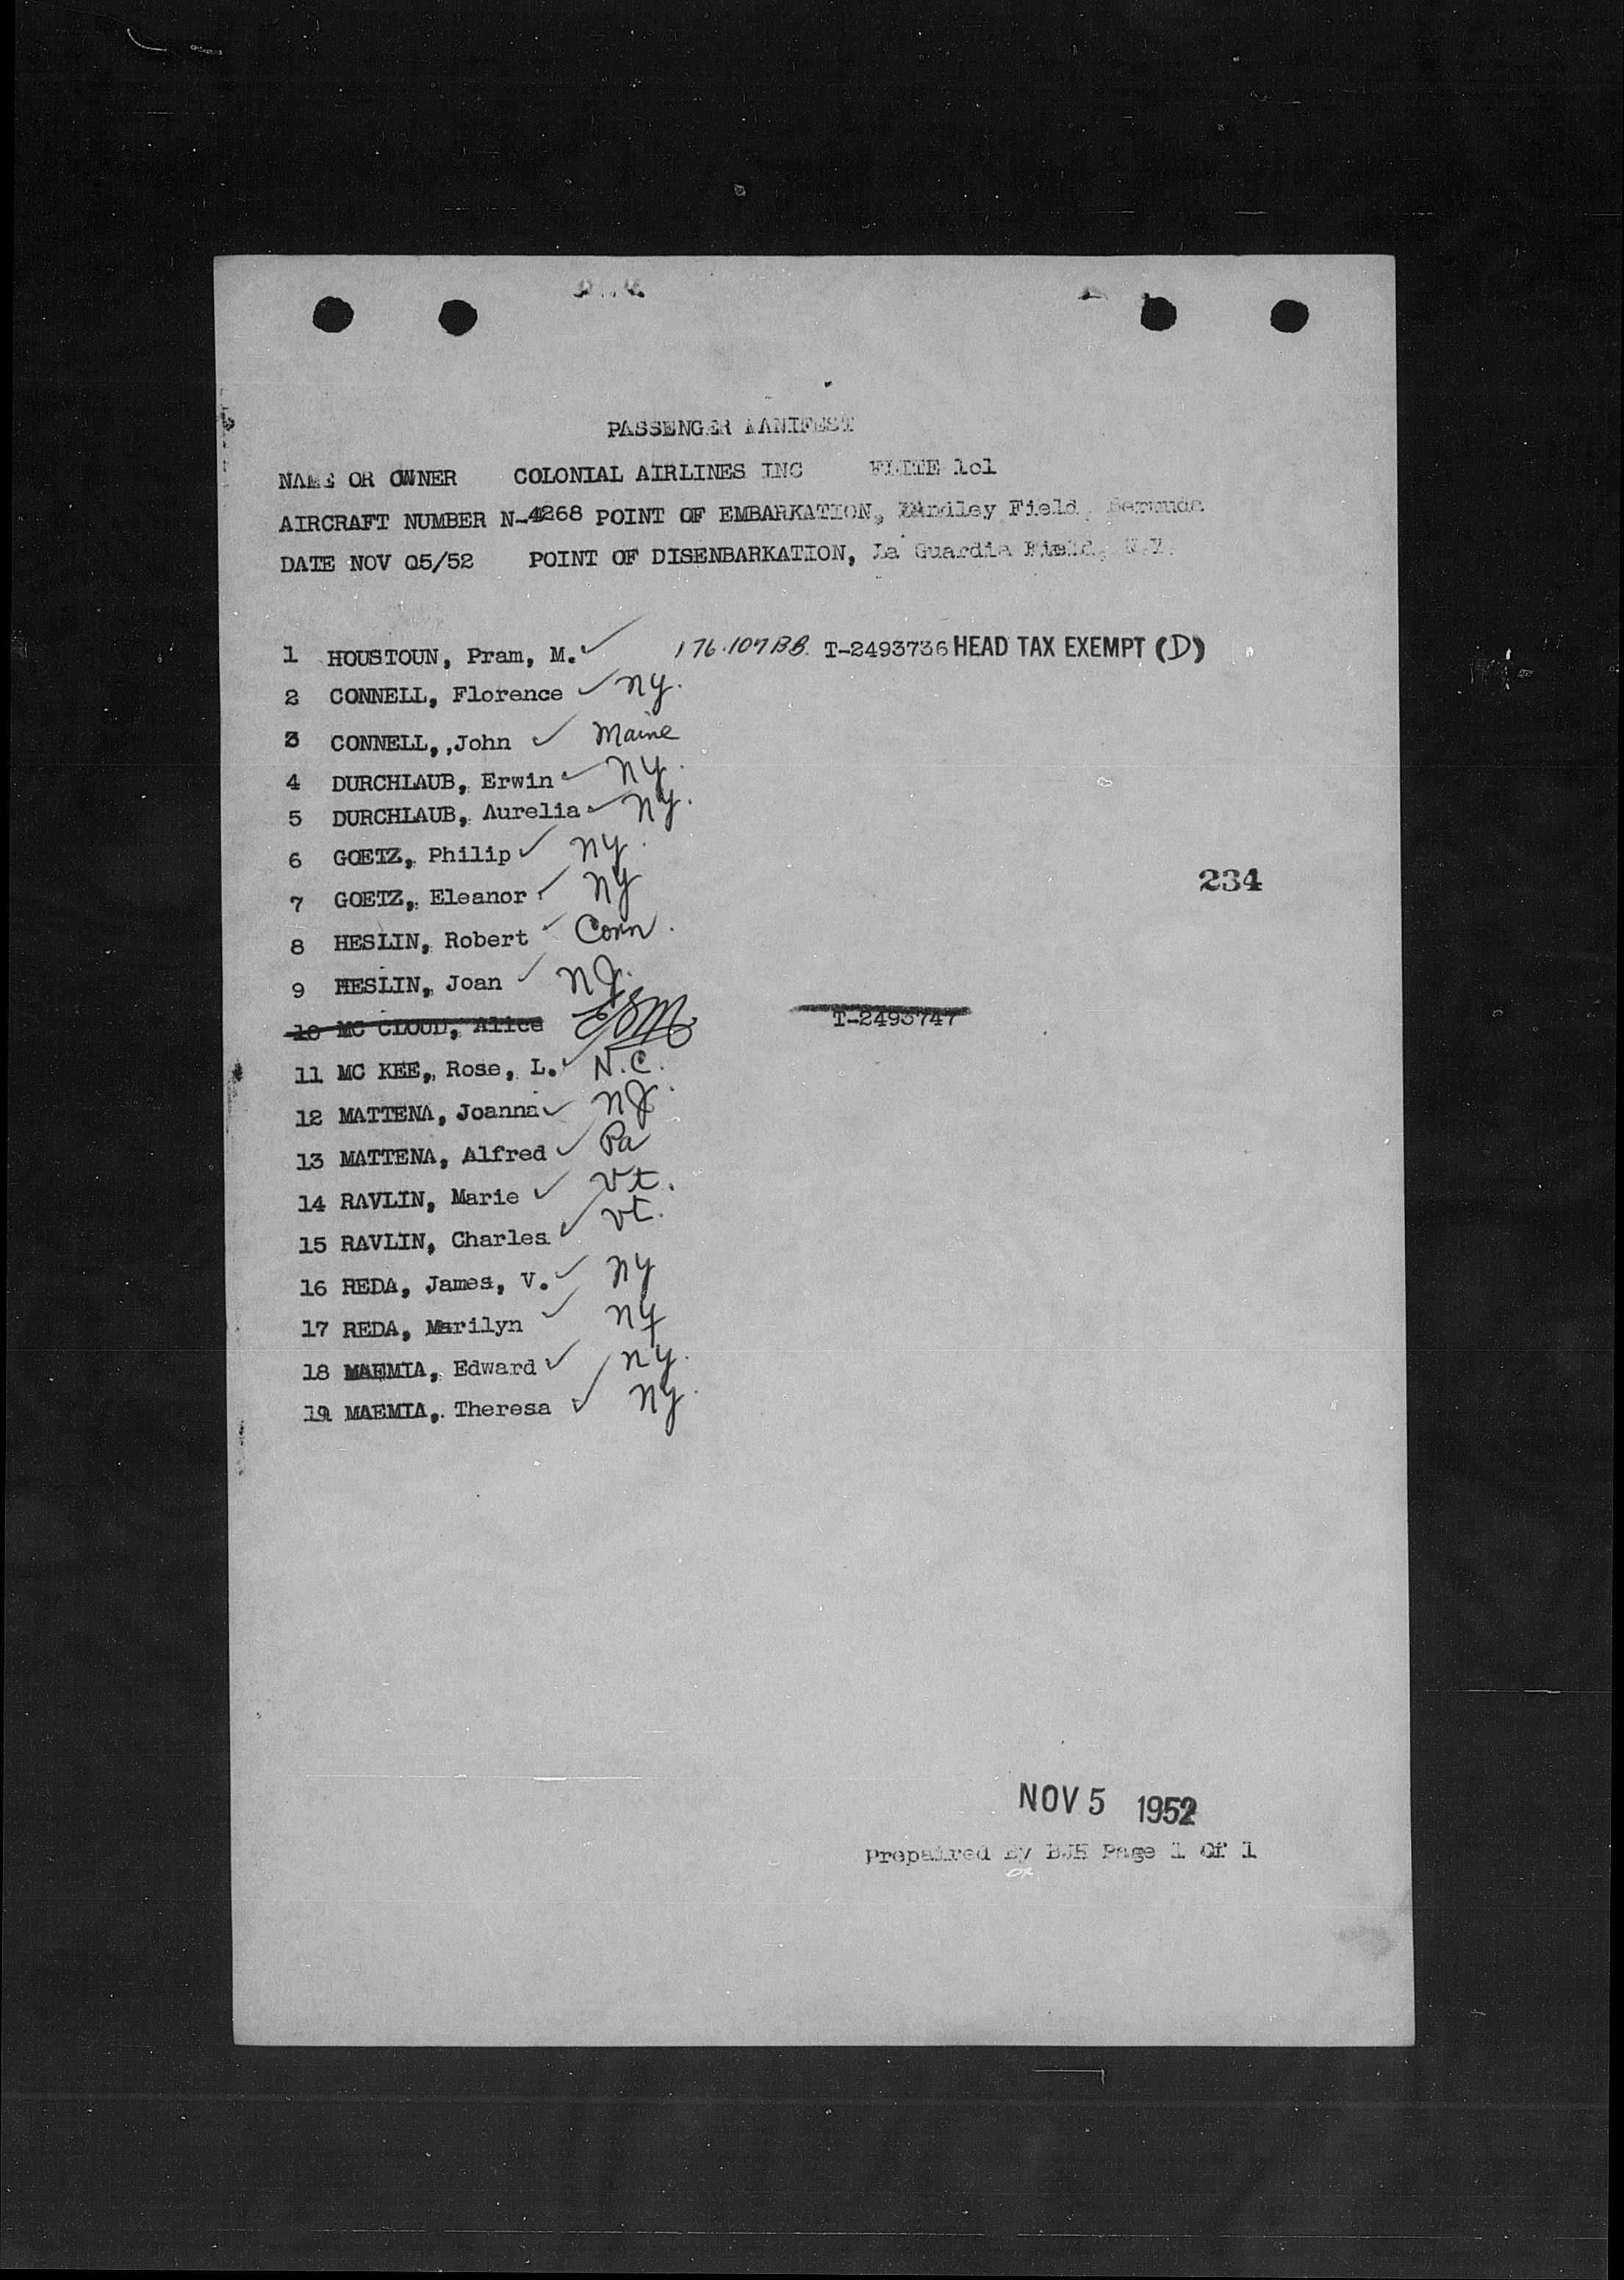 PASSENGER MANIFEST
NAME OR OWNER COLONIAL AIRLINES INC FLITE 1o1
AIRCRAFT NUMBER N-4268 POINT OF EMBARKATION, Kindley Field, Bermuda
DATE NOV 05/52 POINT OF DISENBARKATION, La Guardia Field, N.Y.
1 HOUSTOUN, Pram, M. ✓ 176.107BB. T-2493736 HEAD TAX EXEMPT (D)
2 CONNELL, Florence ✓ NY.
3 CONNELL, ,John ✓ Maine
4 DURCHLAUB, Erwin ✓ NY.
5 DURCHLAUB, Aurelia ✓ NY.
6 GOETZ, Philip ✓ NY.
7 GOETZ, Eleanor ✓ NY
234
8 HESLIN, Robert ✓ Conn.
9 HESLIN, Joan ✓ NJ.
10 MC CLOUD, Alice T-2493747
11 MC KEE, Rose, L. ✓ N.C.
12 MATTENA, Joanna ✓ NJ.
13 MATTENA, Alfred ✓ Pa
14 RAVLIN, Marie ✓ Vt.
15 RAVLIN, Charles ✓ Vt.
16 REDA, James, V. ✓ NY
17 REDA, Marilyn ✓ NY
18 MAEMIA, Edward ✓ NY.
19 MAEMIA, Theresa ✓ NY.
NOV 5 1952
Prepaired By BJH Page 1 Of 1